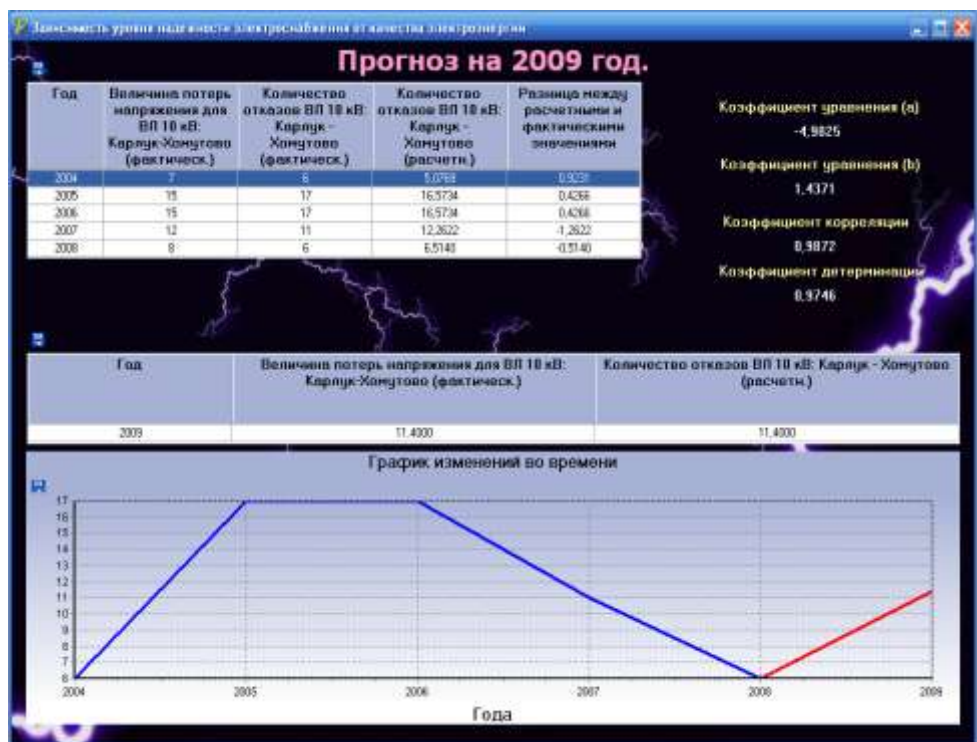 Зависимость уровня надежности электроснабжения от качества электроэнергии
Прогноз на 2009 год.
Год
Величина потерь
напряжения для
ВЛ 10 кВ:
Карлук-Хомутово
(фактическ.)
Количество
отказов ВЛ 10 кВ:
Карлук -
Хомутово
(фактическ.)
Количество
отказов ВЛ 10 кВ:
Карлук -
Хомутово
(расчетн.)
Разница между
расчетными и
фактическими
значениями
2004 7 6 5,0769 0,9231
2005 15 17 16,5734 0,4266
2006 15 17 16,5734 0,4266
2007 12 11 12,2622 -1,2622
2008 8 6 6,5140 -0,5140
Коэффициент уравнения (a)
-4,9825
Коэффициент уравнения (b)
1,4371
Коэффициент корреляции
0,9872
Коэффициент детерминации
0,9746
Год
Величина потерь напряжения для ВЛ 10 кВ:
Карлук-Хомутово (фактическ.)
Количество отказов ВЛ 10 кВ: Карлук - Хомутово
(расчетн.)
2009 11,4000 11,4000
График изменений во времени
17
16
15
14
13
12
11
10
9
8
7
6
2004 2005 2006 2007 2008 2009
Года